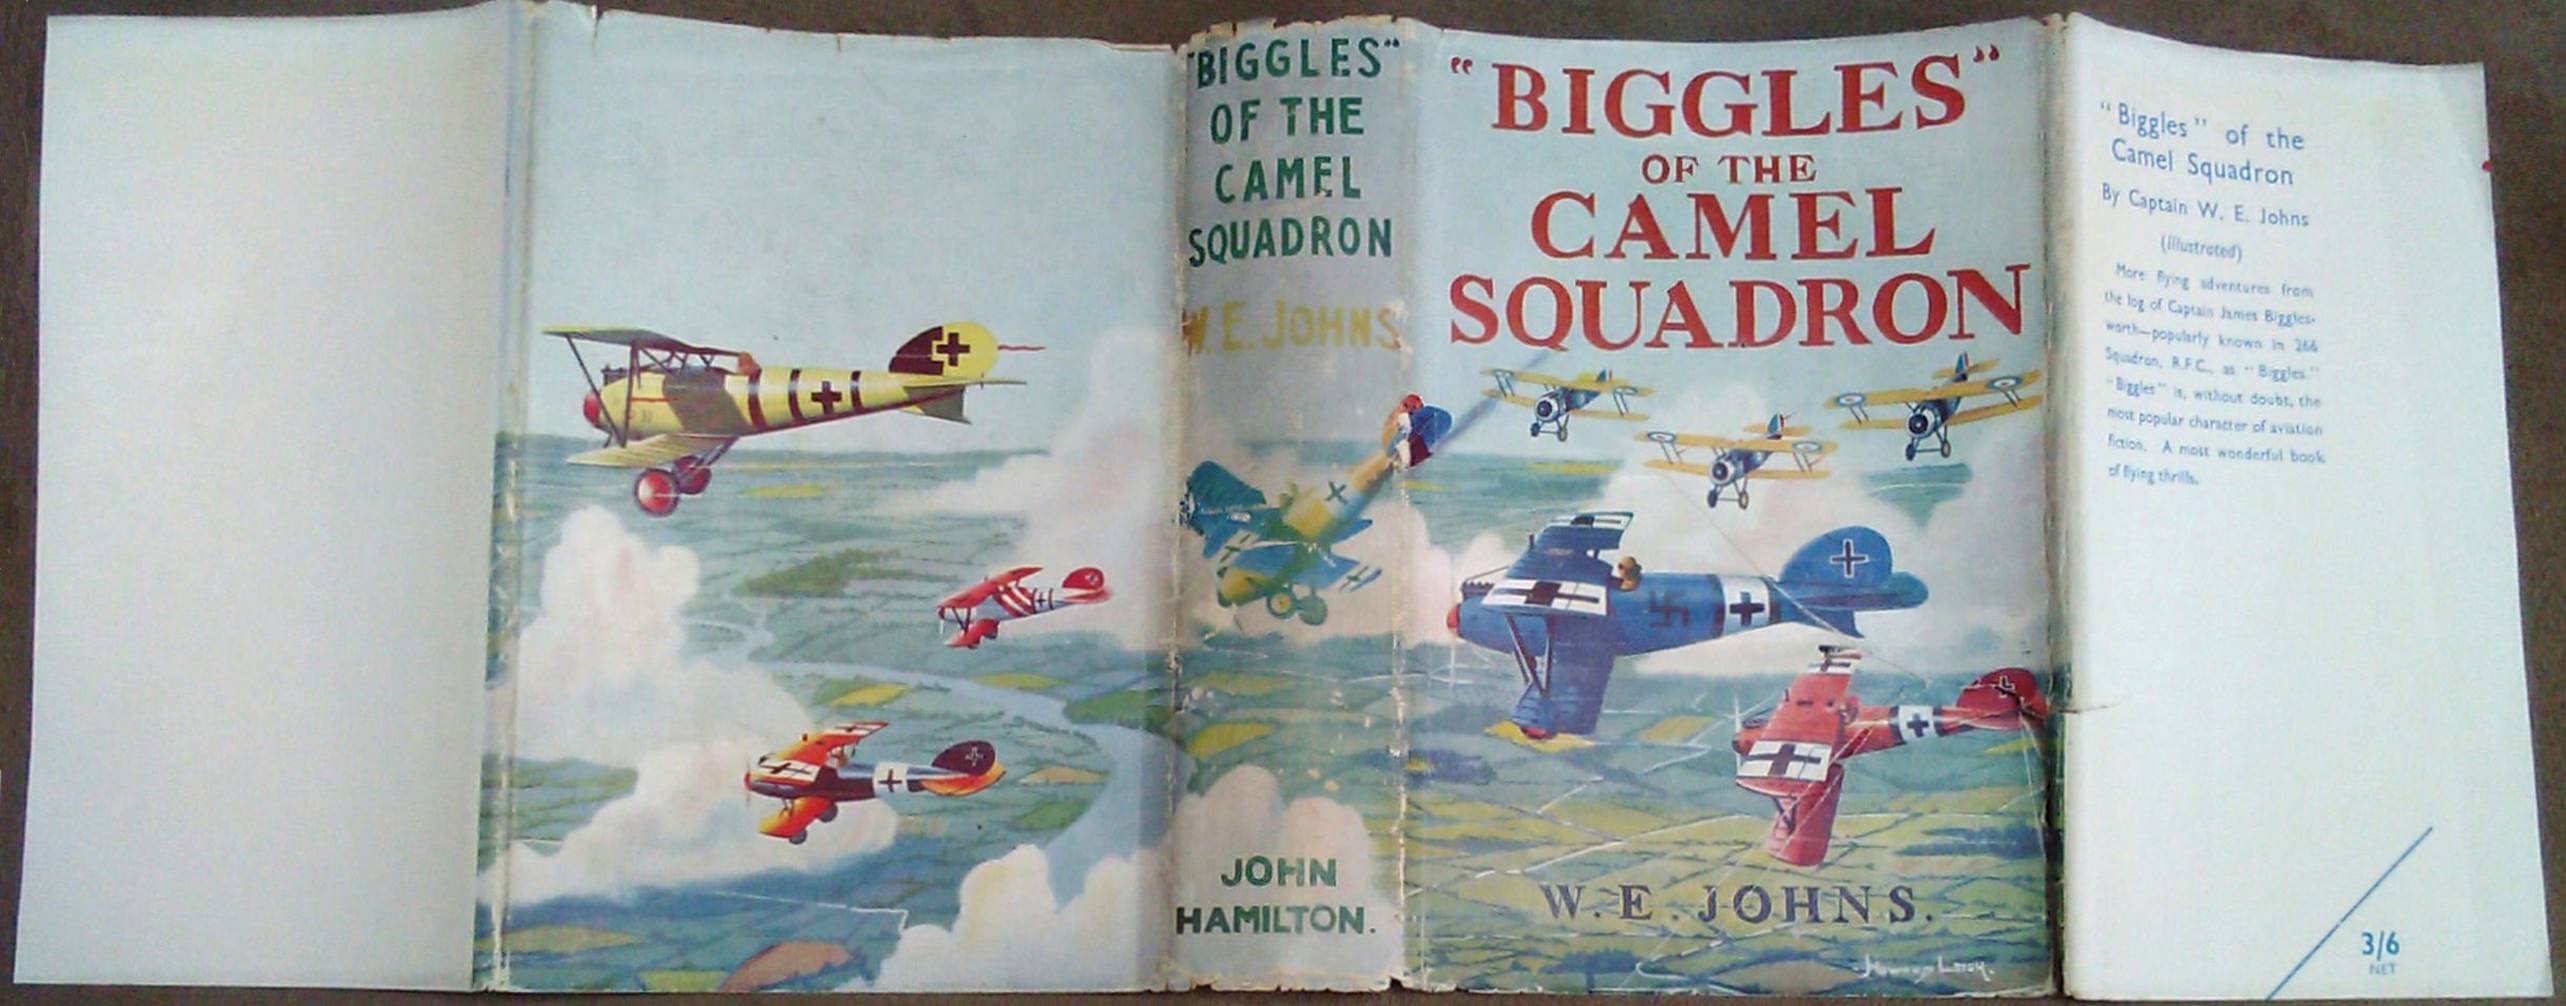 "BIGGLES"
OF THE
CAMEL
SQUADRON
W.E. JOHNS
JOHN
HAMILTON.
"BIGGLES"
OF THE
CAMEL
SQUADRON
W. E. JOHNS.
Howard Leigh.
"Biggles" of the
Camel Squadron
By Captain W. E. Johns
(Illustrated)
More flying adventures from
the log of Captain James Biggles-
worth—popularly known in 266
Squadron, R.F.C., as "Biggles."
"Biggles" is, without doubt, the
most popular character of aviation
fiction. A most wonderful book
of flying thrills.
3/6
NET